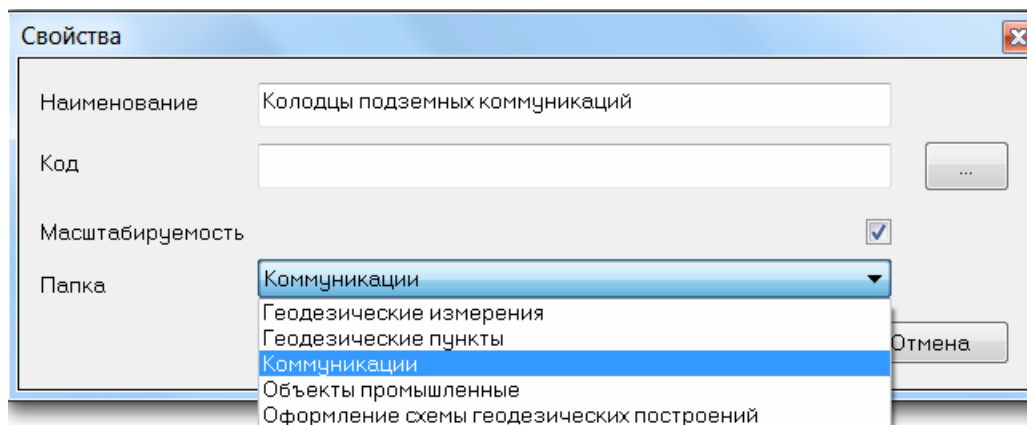 Свойства
Наименование
Колодцы подземных коммуникаций
Код
...
Масштабируемость
Папка
Коммуникации
Геодезические измерения
Геодезические пункты
Коммуникации
Отмена
Объекты промышленные
Оформление схемы геодезических построений